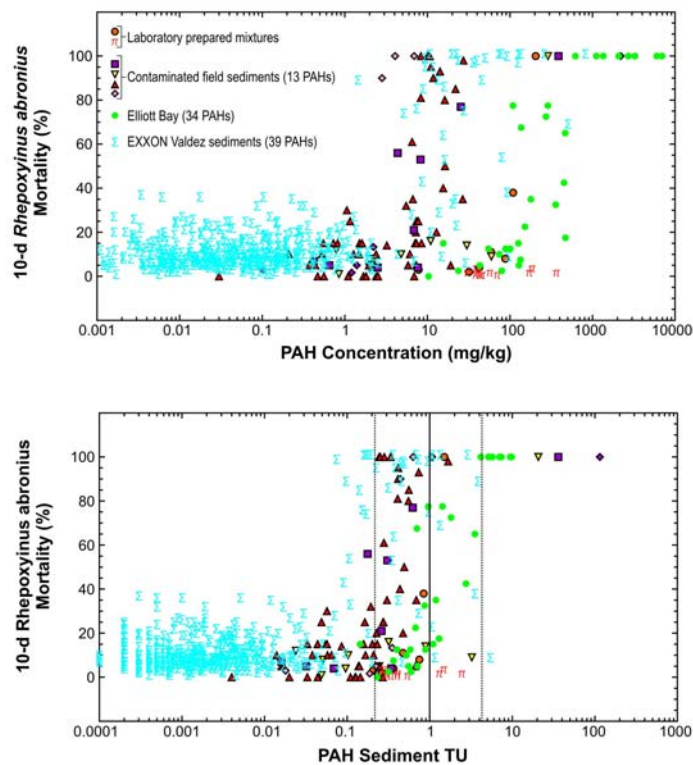 100
80
60
40
20
0
10-d Rhepoxyinus abronius
Mortality (%)
π
Laboratory prepared mixtures
Contaminated field sediments (13 PAHs)
Elliott Bay (34 PAHs)
Σ EXXON Valdez sediments (39 PAHs)
0.001 0.01 0.1 1 10 100 1000 10000
PAH Concentration (mg/kg)
100
80
60
40
20
0
10-d Rhepoxyinus abronius
Mortality (%)
0.0001 0.001 0.01 0.1 1 10 100 1000
PAH Sediment TU